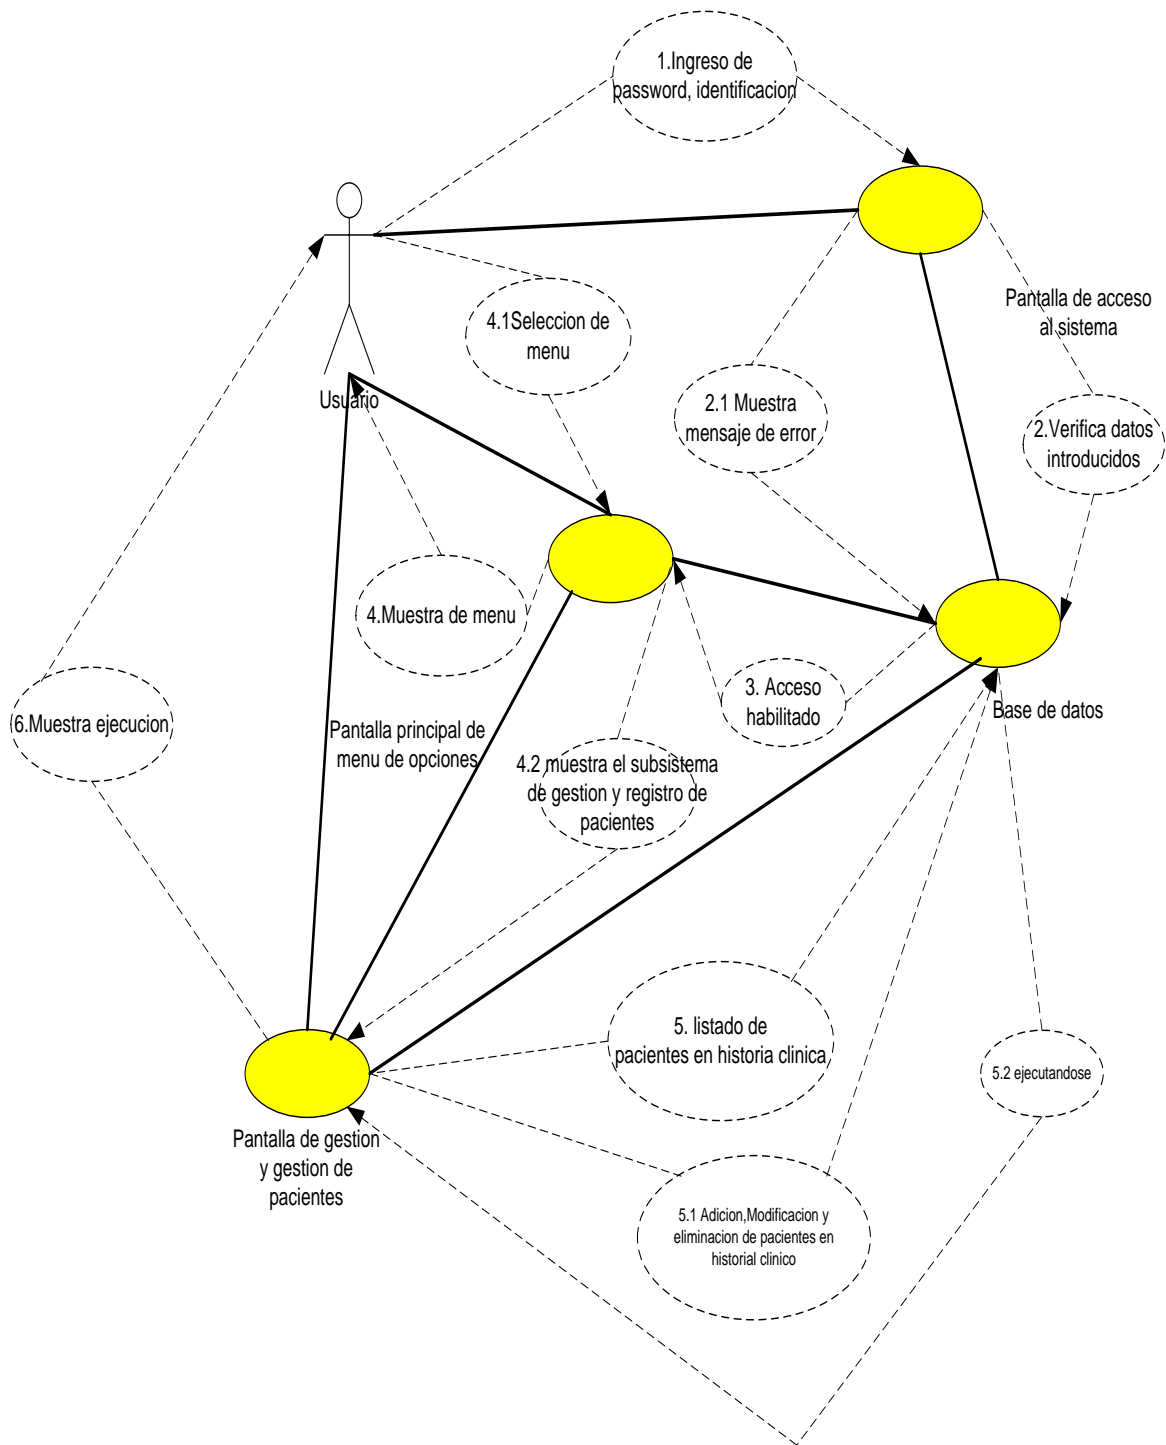 1.Ingreso de
password, identificacion
Pantalla de acceso
al sistema
4.1Seleccion de
menu
Usuario
2.1 Muestra
mensaje de error
2.Verifica datos
introducidos
4.Muestra de menu
3. Acceso
habilitado
Base de datos
6.Muestra ejecucion
Pantalla principal de
menu de opciones
4.2 muestra el subsistema
de gestion y registro de
pacientes
5. listado de
pacientes en historia clinica
5.2 ejecutandose
Pantalla de gestion
y gestion de
pacientes
5.1 Adicion,Modificacion y
eliminacion de pacientes en
historial clinico